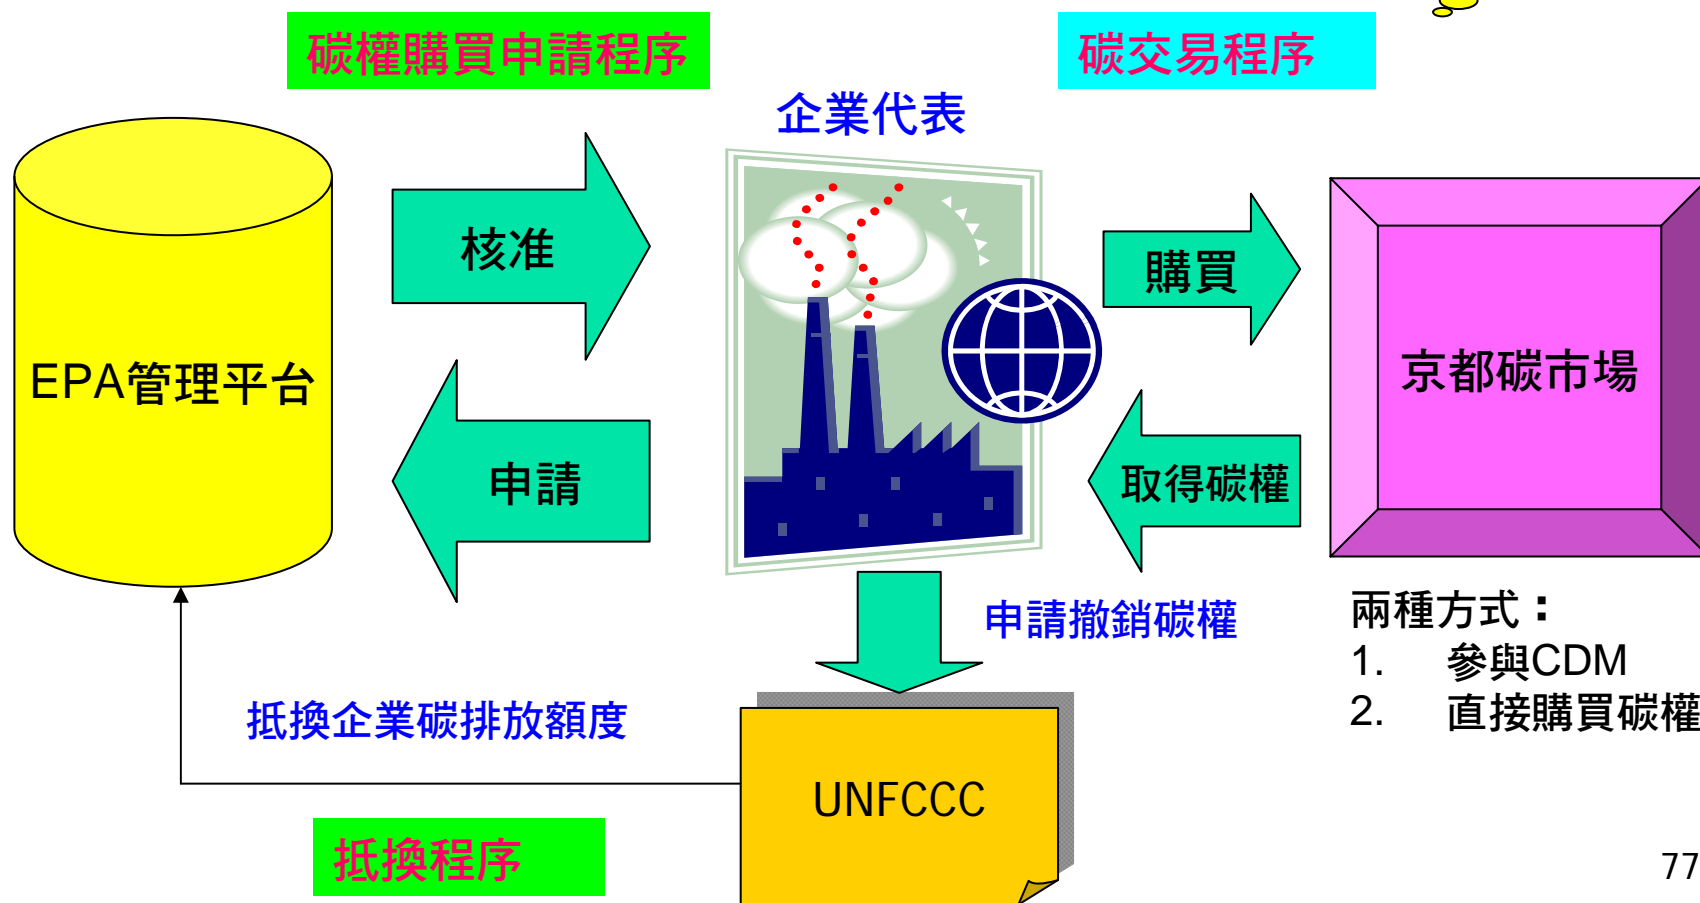 碳權購買申請程序
碳交易程序
企業代表
核准
購買
EPA管理平台
京都碳市場
申請
取得碳權
申請撤銷碳權
兩種方式：
1. 參與CDM
2. 直接購買碳權
抵換企業碳排放額度
UNFCCC
抵換程序
77